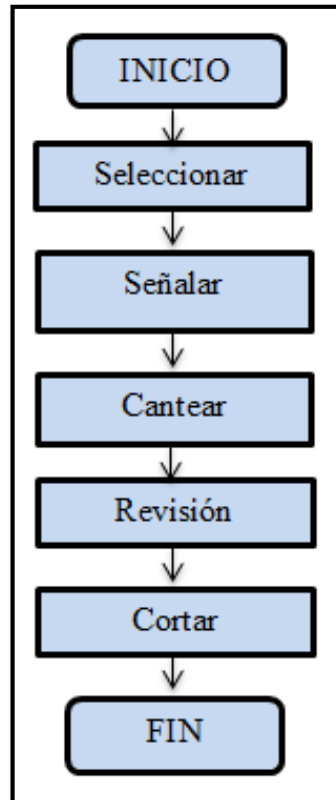 INICIO
Seleccionar
Señalar
Cantear
Revisión
Cortar
FIN